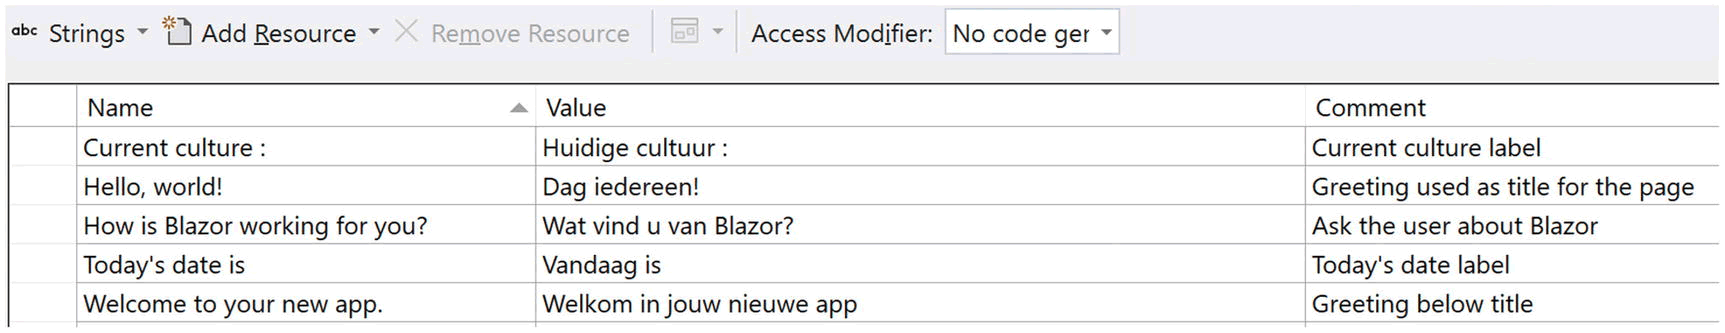 abc Strings Add Resource Remove Resource Access Modifier: No code ger
Name Value Comment
Current culture : Huidige cultuur : Current culture label
Hello, world! Dag iedereen! Greeting used as title for the page
How is Blazor working for you? Wat vind u van Blazor? Ask the user about Blazor
Today's date is Vandaag is Today's date label
Welcome to your new app. Welkom in jouw nieuwe app Greeting below title